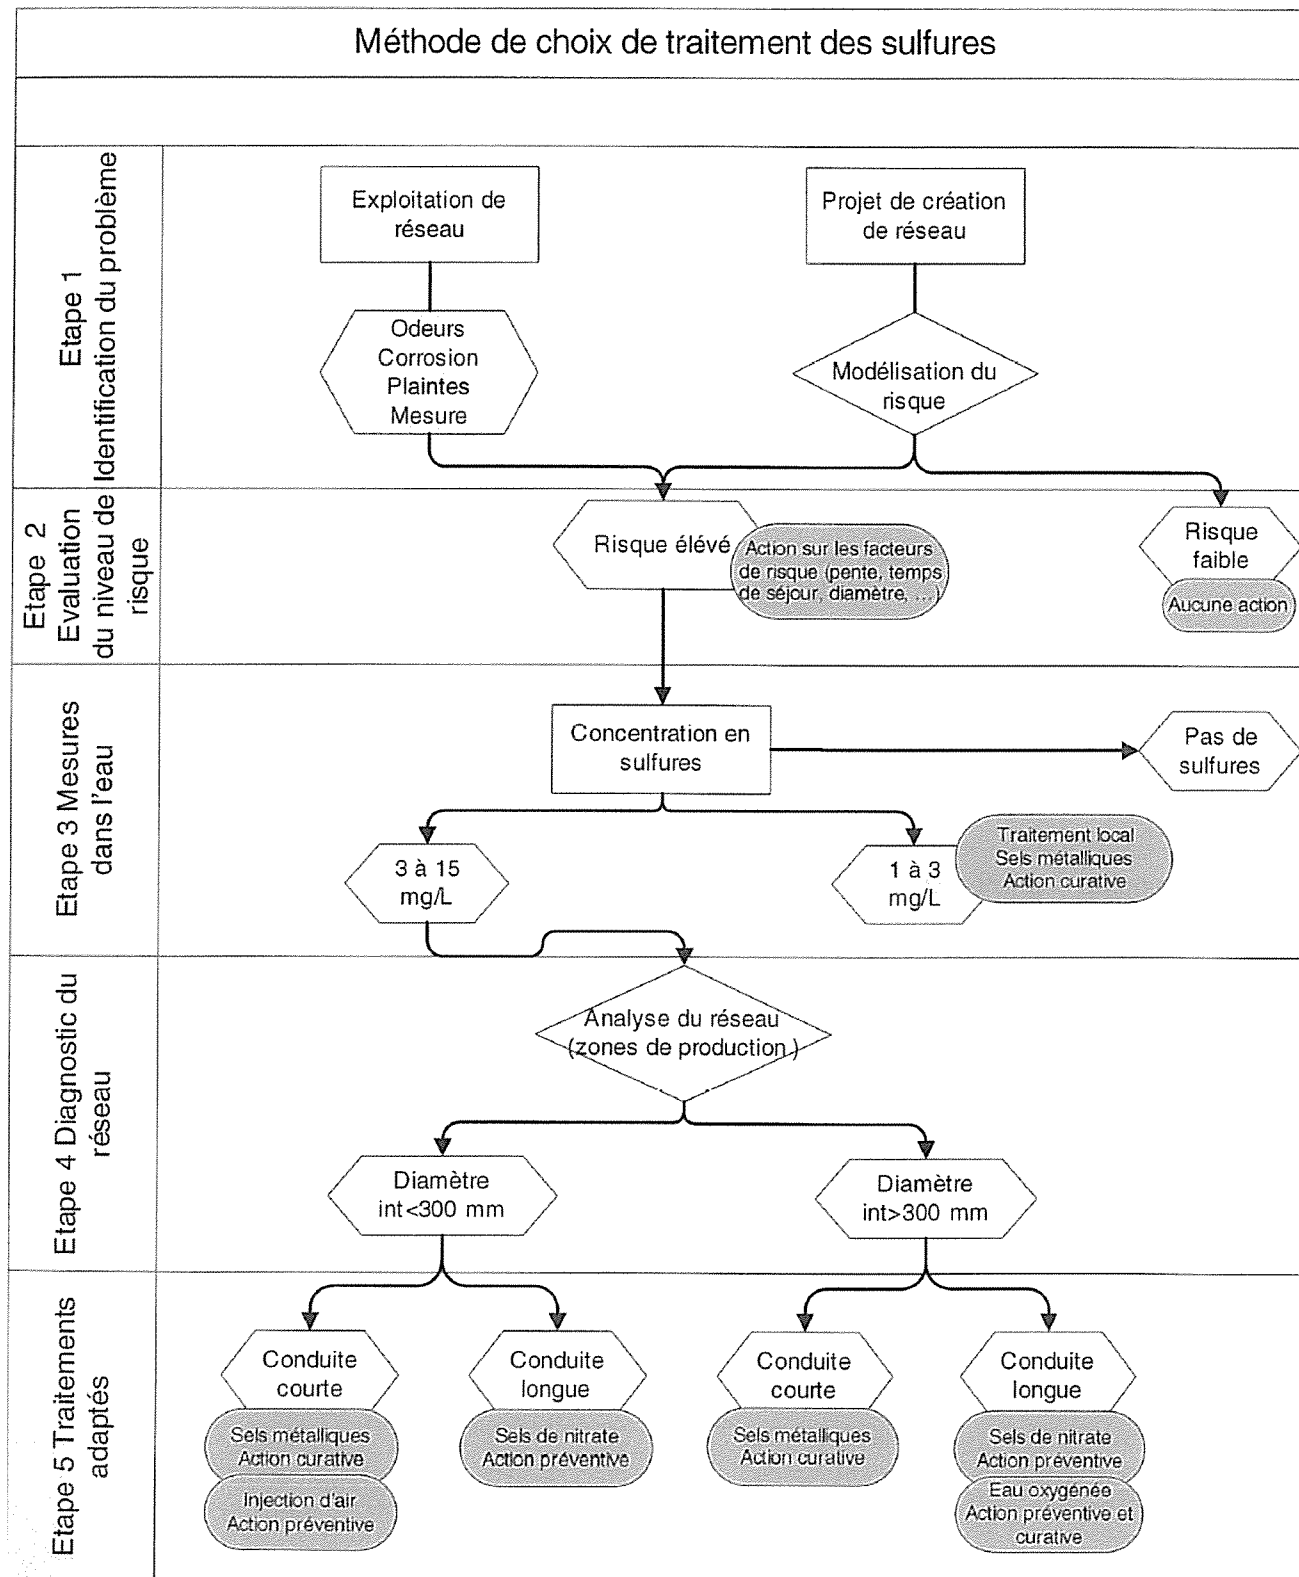 Méthode de choix de traitement des sulfures
Etape 1
Identification du problème
Exploitation de
réseau
Projet de création
de réseau
Odeurs
Corrosion
Plaintes
Mesure
Modélisation du
risque
Etape 2
Evaluation
du niveau de
risque
Risque élévé
Action sur les facteurs
de risque (pente, temps
de séjour, diamètre, ...)
Risque
faible
Aucune action
Etape 3 Mesures
dans l'eau
Concentration en
sulfures
Pas de
sulfures
3 à 15
mg/L
1 à 3
mg/L
Traitement local
Sels métalliques
Action curative
Etape 4 Diagnostic du
réseau
Analyse du réseau
(zones de production )
Diamètre
int<300 mm
Diamètre
int>300 mm
Etape 5 Traitements
adaptés
Conduite
courte
Sels métalliques
Action curative
Injection d'air
Action préventive
Conduite
longue
Sels de nitrate
Action préventive
Conduite
courte
Sels métalliques
Action curative
Conduite
longue
Sels de nitrate
Action préventive
Eau oxygénée
Action préventive et
curative